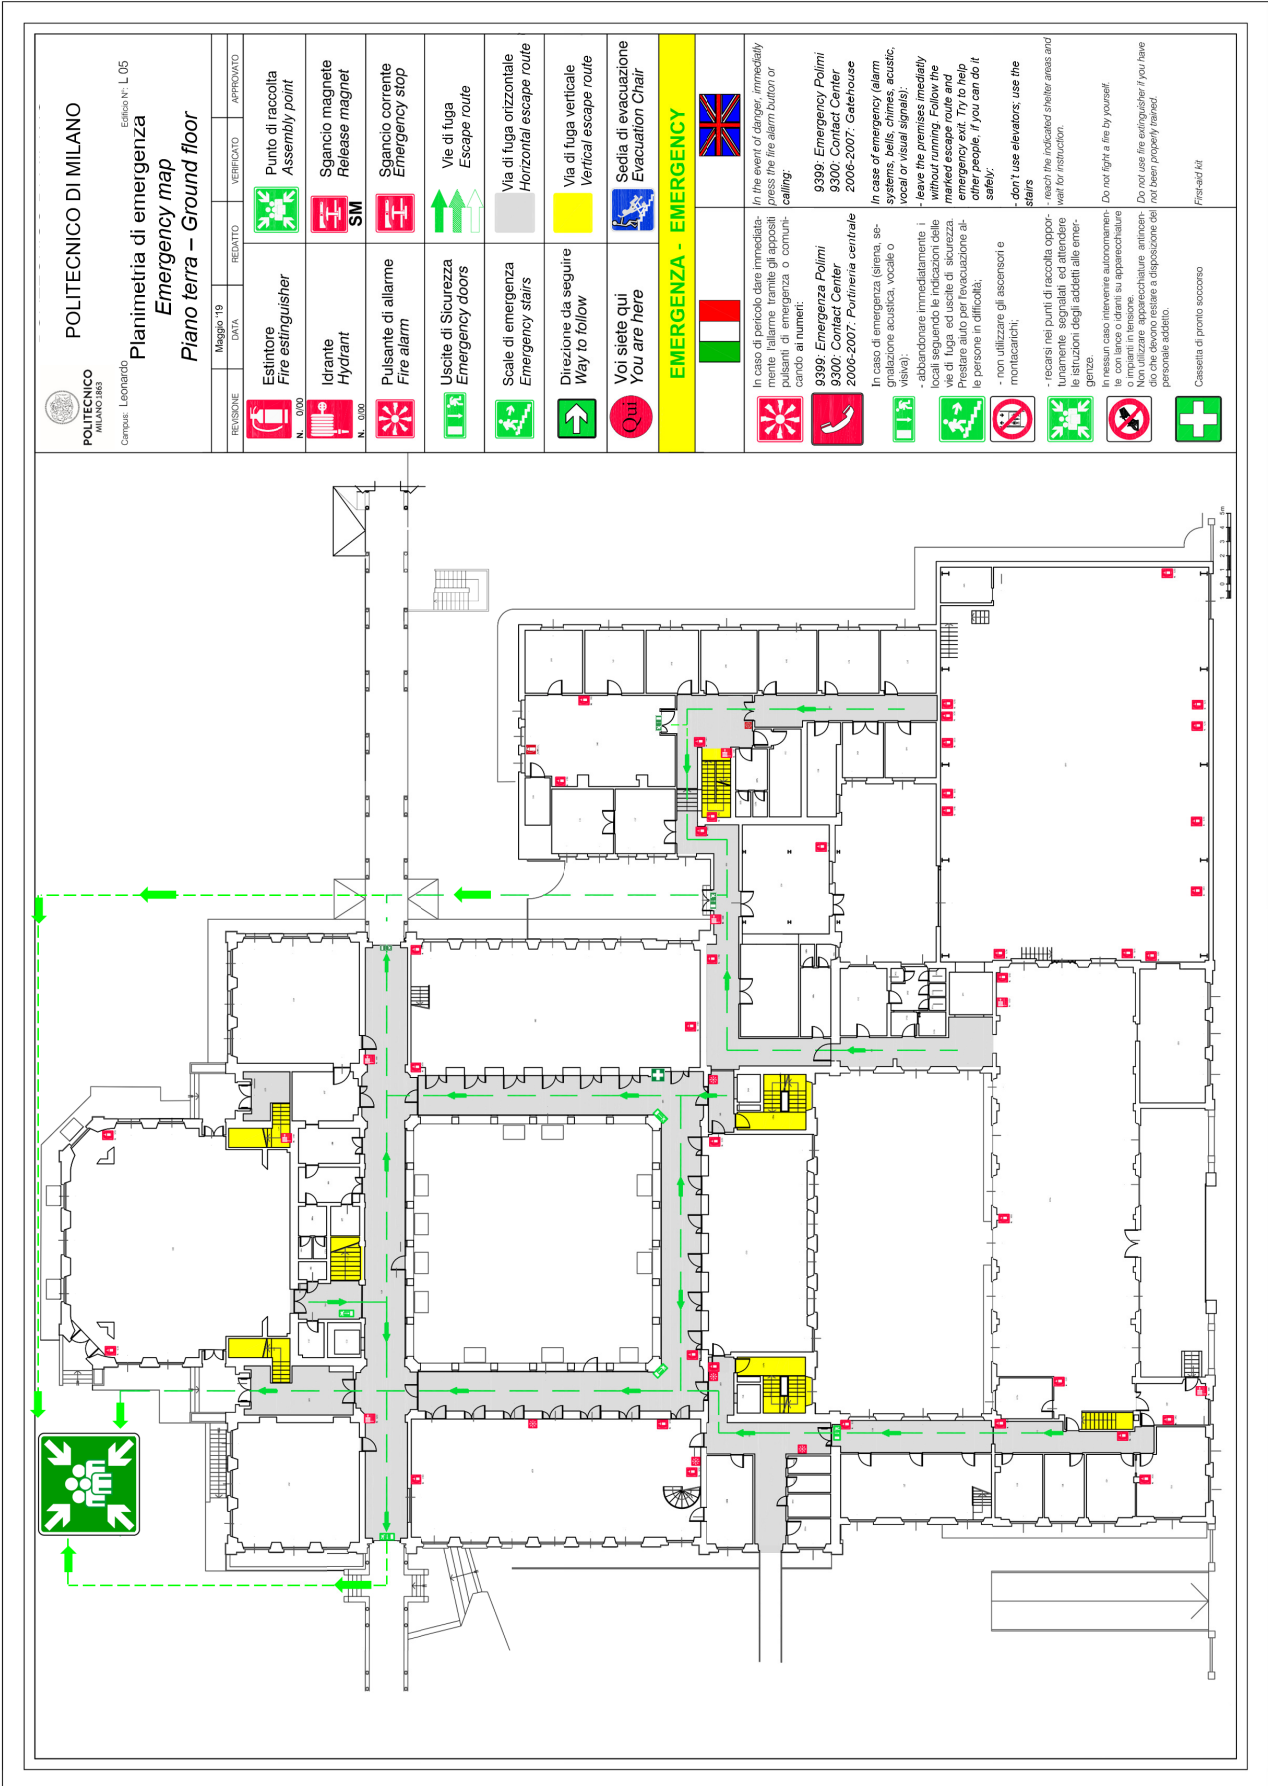 POLITECNICO
MILANO 1863
POLITECNICO DI MILANO
Campus: Leonardo
Edificio N°: L 05
Planimetria di emergenza
Emergency map
Piano terra – Ground floor
Maggio '19
REVISIONE
DATA
REDATTO
VERIFICATO
APPROVATO
Estintore
Fire estinguisher
N. 0/00
Punto di raccolta
Assembly point
Idrante
Hydrant
N. 0/00
Sgancio magnete
Release magnet
SM
Pulsante di allarme
Fire alarm
Sgancio corrente
Emergency stop
Uscite di Sicurezza
Emergency doors
Vie di fuga
Escape route
Scale di emergenza
Emergency stairs
Via di fuga orizzontale
Horizontal escape route
Direzione da seguire
Way to follow
Via di fuga verticale
Vertical escape route
Qui
Voi siete qui
You are here
Sedia di evacuazione
Evacuation Chair
EMERGENZA - EMERGENCY
In caso di pericolo dare immediata-
mente l'allarme tramite gli appositi
pulsanti di emergenza o comuni-
cando ai numeri:
9399: Emergenza Polimi
9300: Contact Center
2006-2007: Portineria centrale
In caso di emergenza (sirena, se-
gnalazione acustica, vocale o
visiva):
- abbandonare immediatamente i
locali seguendo le indicazioni delle
vie di fuga ed uscite di sicurezza.
Prestare aiuto per l'evacuazione al-
le persone in difficoltà;
- non utilizzare gli ascensori e
montacarichi;
- recarsi nei punti di raccolta oppor-
tunamente segnalati ed attendere
le istruzioni degli addetti alle emer-
genze.
In nessun caso intervenire autonomamen-
te con lance o idranti su apparecchiature
o impianti in tensione.
Non utilizzare apparecchiature antincen-
dio che devono restare a disposizione del
personale addetto.
Cassetta di pronto soccorso
In the event of danger, immediatly
press the fire alarm button or
calling:
9399: Emergency Polimi
9300: Contact Center
2006-2007: Gatehouse
In case of emergency (alarm
systems, bells, chimes, acustic,
vocal or visual signals):
- leave the premises imediatly
without running. Follow the
marked escape route and
emergency exit. Try to help
other people, if you can do it
safely;
- don't use elevators; use the
stairs
- reach the indicated shelter areas and
wait for instruction.
Do not fight a fire by yourself.
Do not use fire extinguisher if you have
not been properly trained.
First-aid kit
1 0 1 2 3 4 5m